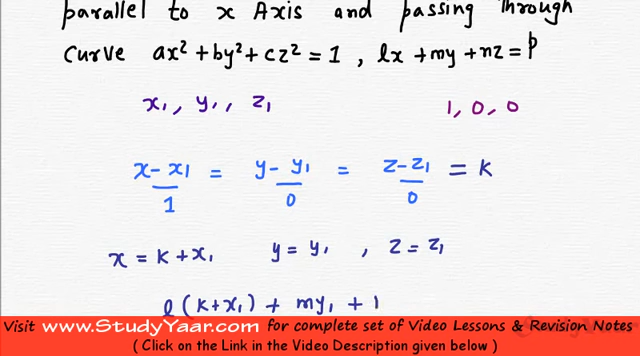 parallel to x Axis and passing through
curve ax² + by² + cz² = 1 , lx + my + nz = p
x₁ , y₁ , z₁ 1, 0, 0
x - x₁ / 1 = y - y₁ / 0 = z - z₁ / 0 = k
x = k + x₁ y = y₁ , z = z₁
l (k + x₁) + my₁ + 1
Visit www.StudyYaar.com for complete set of Video Lessons & Revision Notes
( Click on the Link in the Video Description given below )